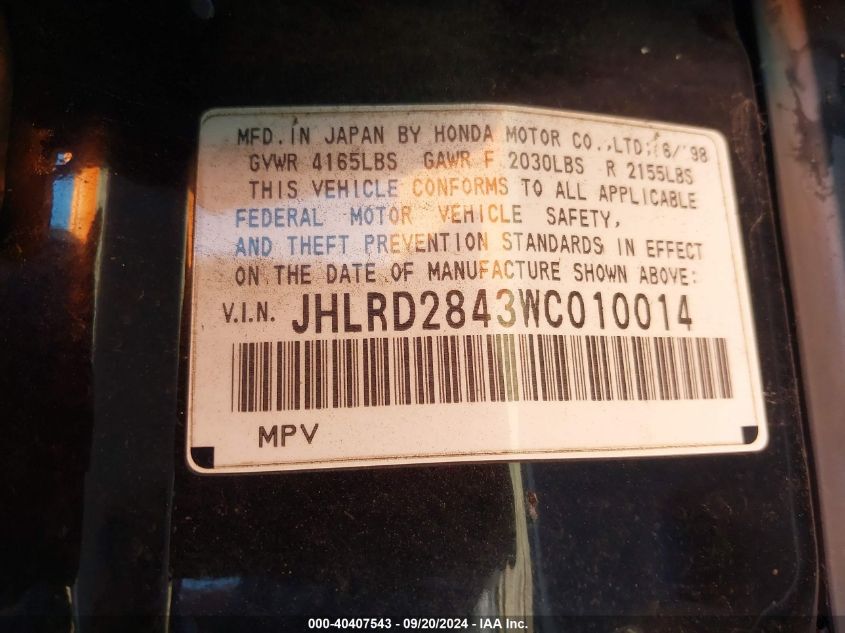 MFD. IN JAPAN BY HONDA MOTOR CO.,LTD; 6/'98
GVWR 4165LBS GAWR F 2030LBS R 2155LBS
THIS VEHICLE CONFORMS TO ALL APPLICABLE
FEDERAL MOTOR VEHICLE SAFETY,
AND THEFT PREVENTION STANDARDS IN EFFECT
ON THE DATE OF MANUFACTURE SHOWN ABOVE:
V.I.N. JHLRD2843WC010014
MPV
000-40407543 - 09/20/2024 - IAA Inc.